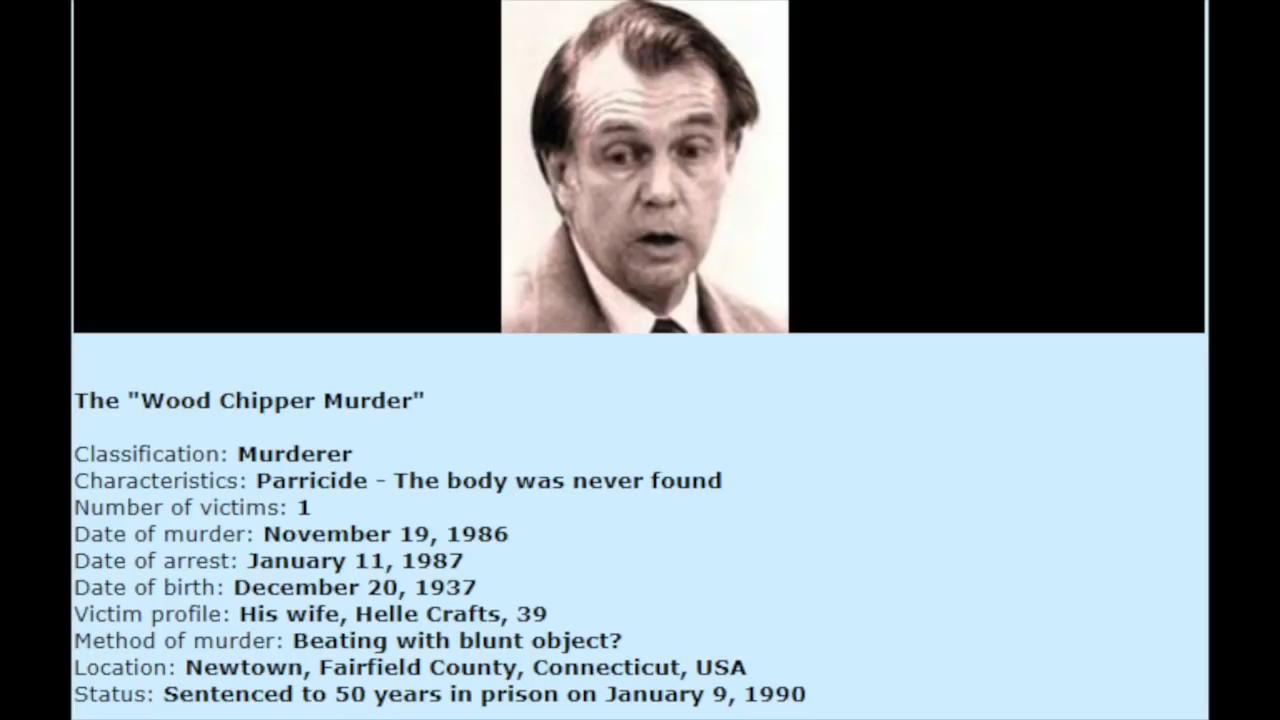 The "Wood Chipper Murder"
Classification: Murderer
Characteristics: Parricide - The body was never found
Number of victims: 1
Date of murder: November 19, 1986
Date of arrest: January 11, 1987
Date of birth: December 20, 1937
Victim profile: His wife, Helle Crafts, 39
Method of murder: Beating with blunt object?
Location: Newtown, Fairfield County, Connecticut, USA
Status: Sentenced to 50 years in prison on January 9, 1990